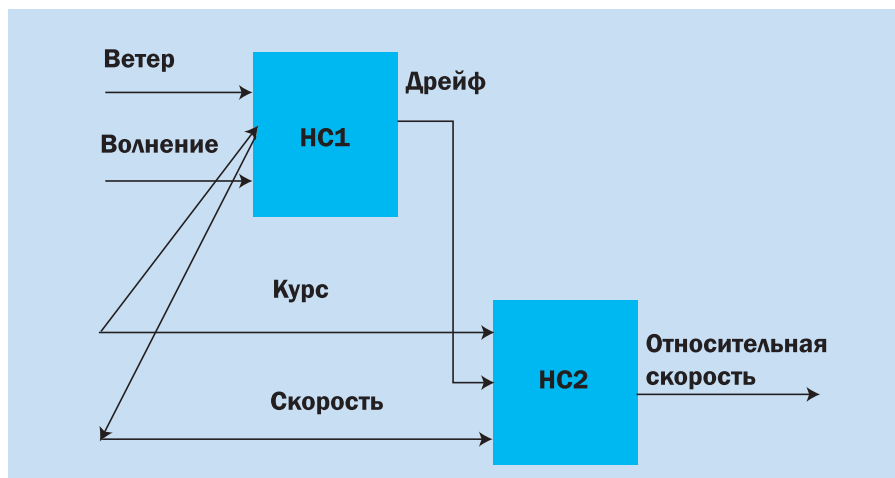 Ветер
Дрейф
НС1
Волнение
Курс
Относительная
скорость
НС2
Скорость